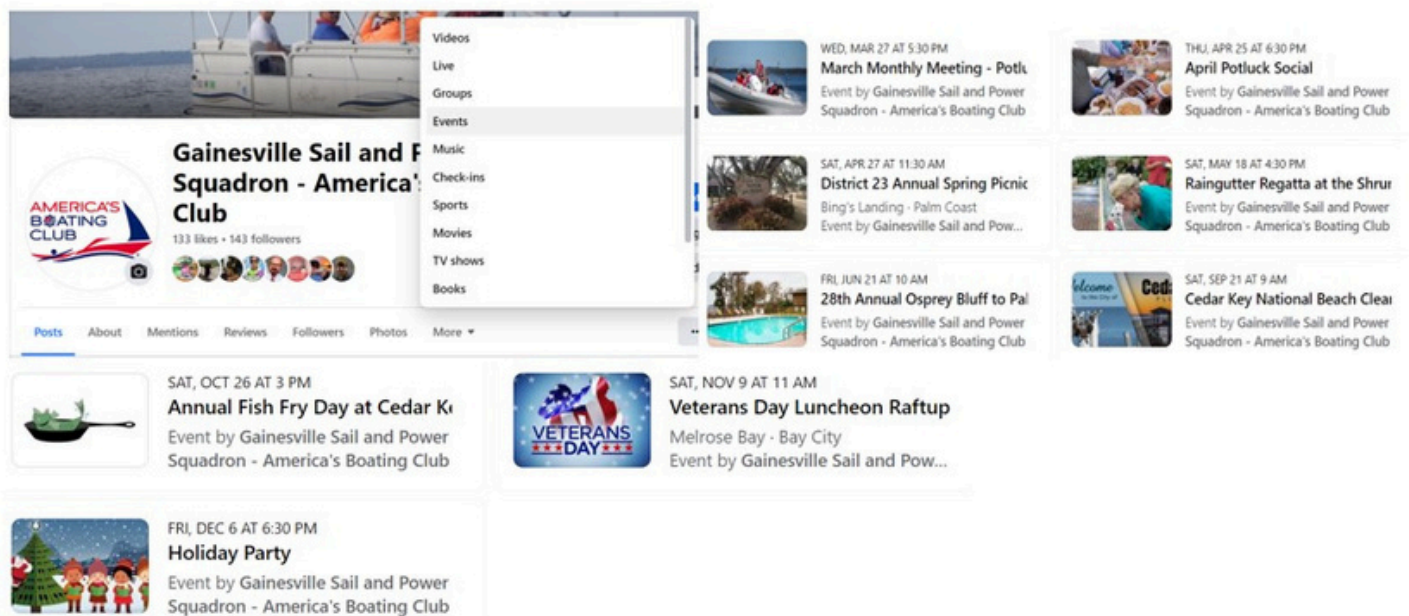 Videos
Live
Groups
Events
Music
Check-ins
Sports
Movies
TV shows
Books
Gainesville Sail and P
Squadron - America's
Club
133 likes • 143 followers
AMERICA'S
BOATING
CLUB
Posts About Mentions Reviews Followers Photos More
WED, MAR 27 AT 5:30 PM
March Monthly Meeting - Potlu
Event by Gainesville Sail and Power
Squadron - America's Boating Club
THU, APR 25 AT 6:30 PM
April Potluck Social
Event by Gainesville Sail and Power
Squadron - America's Boating Club
SAT, APR 27 AT 11:30 AM
District 23 Annual Spring Picnic
Bing's Landing · Palm Coast
Event by Gainesville Sail and Pow...
SAT, MAY 18 AT 4:30 PM
Raingutter Regatta at the Shrur
Event by Gainesville Sail and Power
Squadron - America's Boating Club
FRI, JUN 21 AT 10 AM
28th Annual Osprey Bluff to Pal
Event by Gainesville Sail and Power
Squadron - America's Boating Club
Welcome
to the City of
Ced
SAT, SEP 21 AT 9 AM
Cedar Key National Beach Clear
Event by Gainesville Sail and Power
Squadron - America's Boating Club
SAT, OCT 26 AT 3 PM
Annual Fish Fry Day at Cedar Ke
Event by Gainesville Sail and Power
Squadron - America's Boating Club
VETERANS
DAY
SAT, NOV 9 AT 11 AM
Veterans Day Luncheon Raftup
Melrose Bay · Bay City
Event by Gainesville Sail and Pow...
FRI, DEC 6 AT 6:30 PM
Holiday Party
Event by Gainesville Sail and Power
Squadron - America's Boating Club